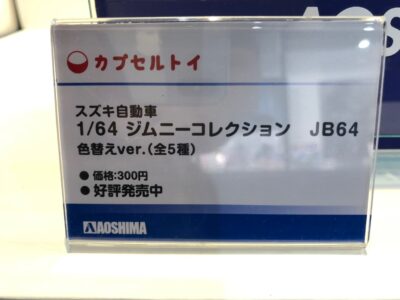 AOS
カプセルトイ
スズキ自動車
1/64 ジムニーコレクション JB64
色替えver.(全5種)
●価格:300円
●好評発売中
AOSHIMA